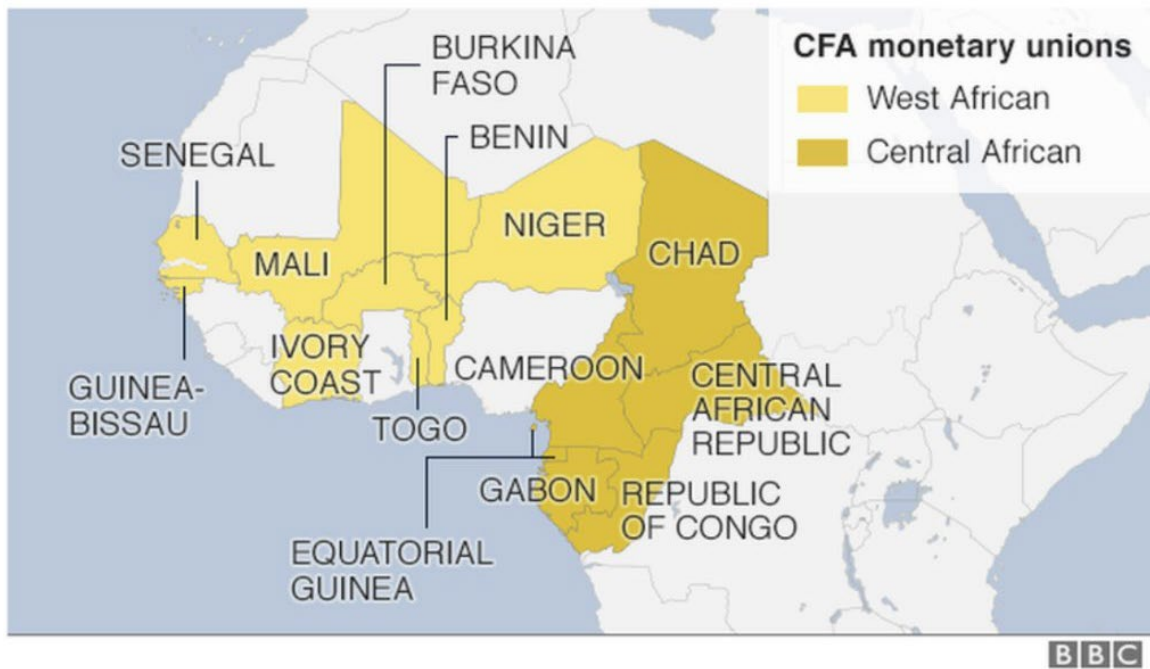 CFA monetary unions
West African
Central African
BURKINA
FASO
BENIN
SENEGAL
NIGER
CHAD
MALI
IVORY
COAST
CAMEROON
CENTRAL
AFRICAN
REPUBLIC
GUINEA-
BISSAU
TOGO
GABON
REPUBLIC
OF CONGO
EQUATORIAL
GUINEA
BBC